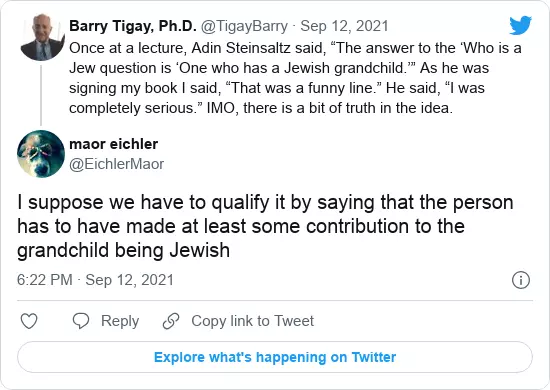 Barry Tigay, Ph.D. @TigayBarry · Sep 12, 2021
Once at a lecture, Adin Steinsaltz said, “The answer to the ‘Who is a
Jew question is ‘One who has a Jewish grandchild.’” As he was
signing my book I said, “That was a funny line.” He said, “I was
completely serious.” IMO, there is a bit of truth in the idea.
maor eichler
@EichlerMaor
I suppose we have to qualify it by saying that the person
has to have made at least some contribution to the
grandchild being Jewish
6:22 PM · Sep 12, 2021
Reply
Copy link to Tweet
Explore what's happening on Twitter